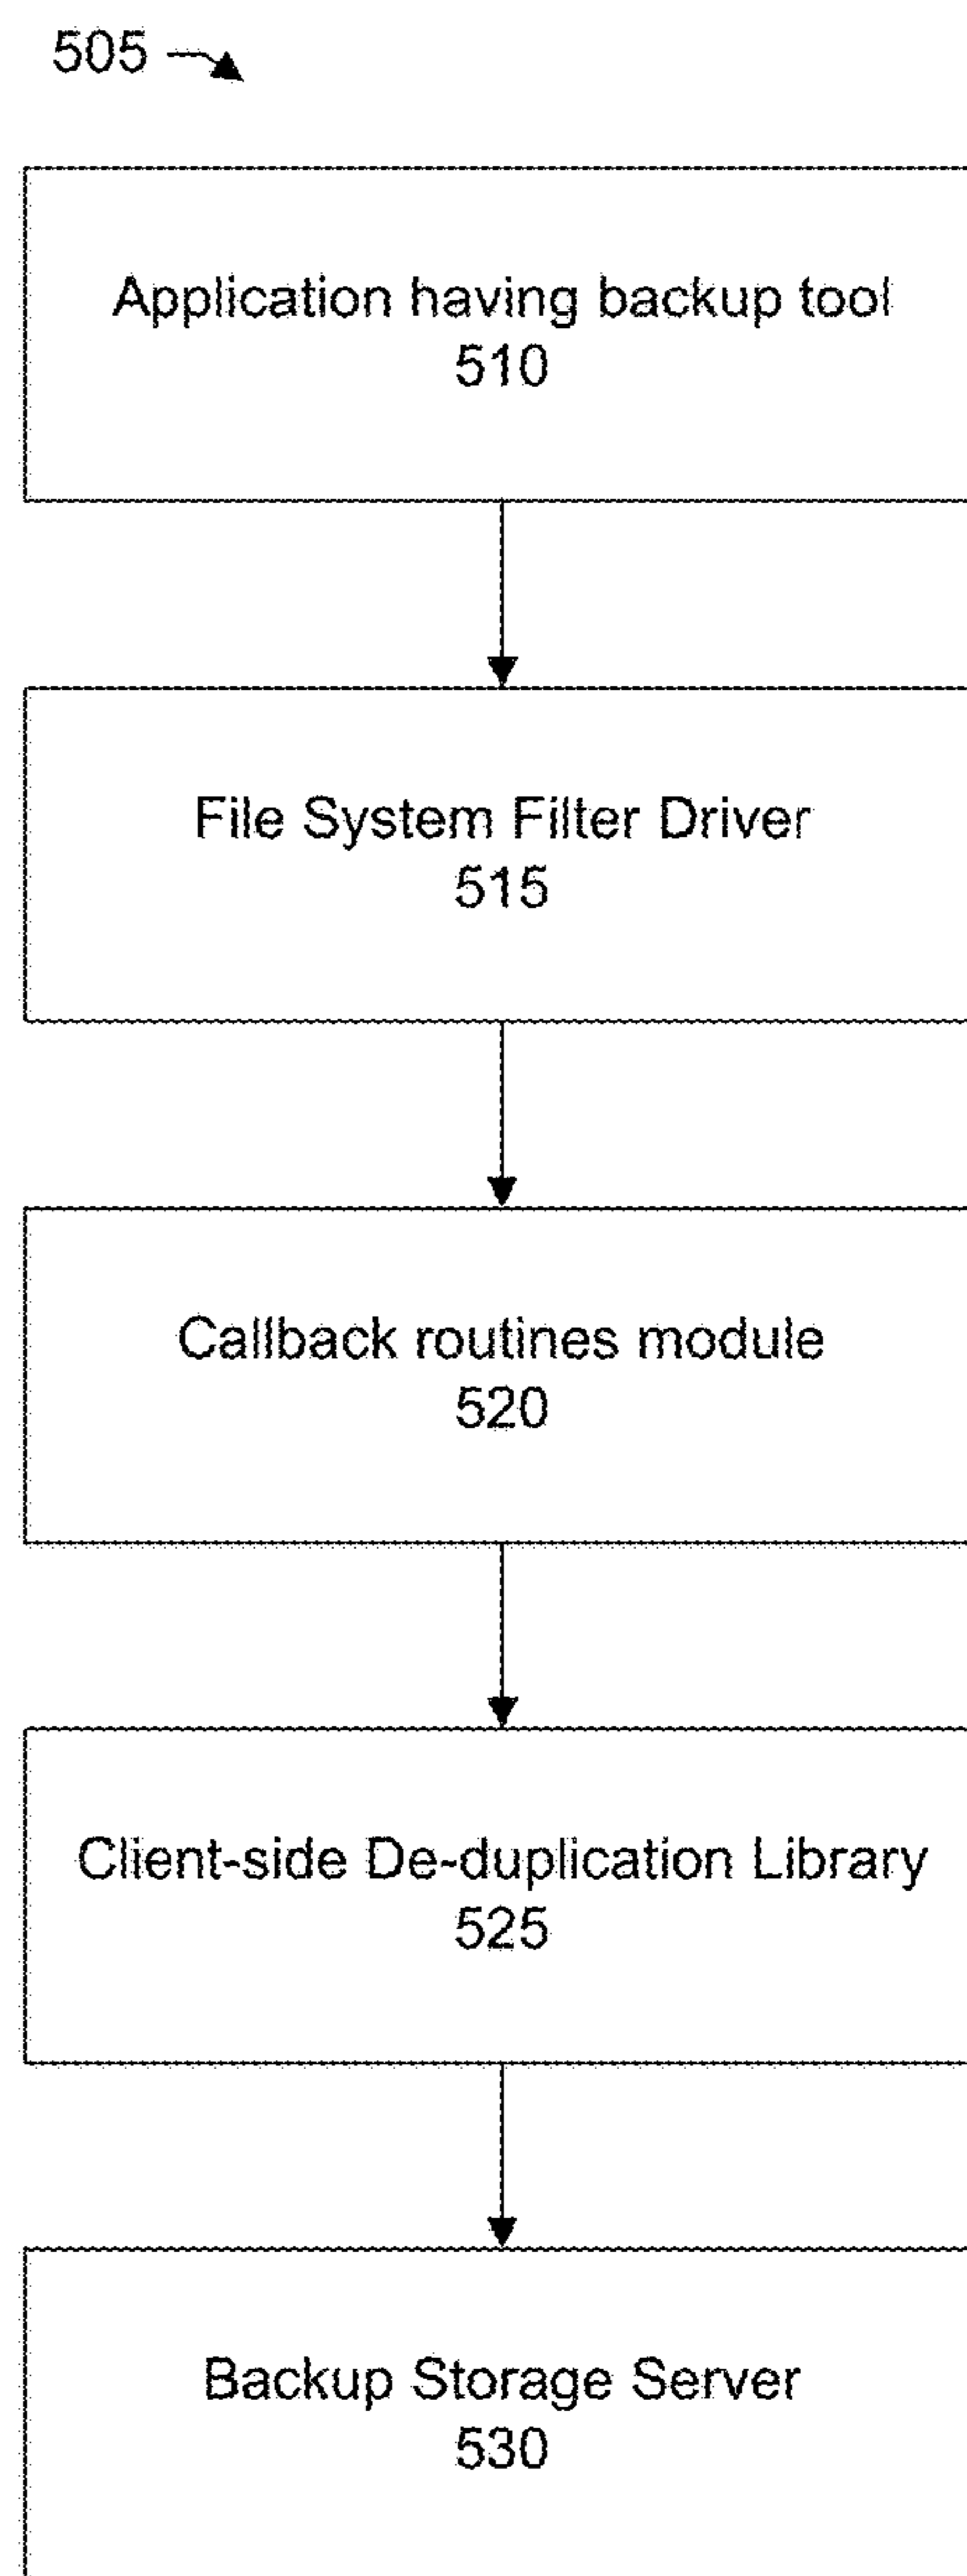 505
Application having backup tool
510
File System Filter Driver
515
Callback routines module
520
Client-side De-duplication Library
525
Backup Storage Server
530